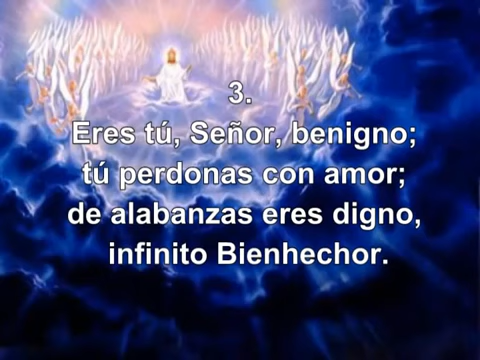 3.
Eres tú, Señor, benigno;
tú perdonas con amor;
de alabanzas eres digno,
infinito Bienhechor.